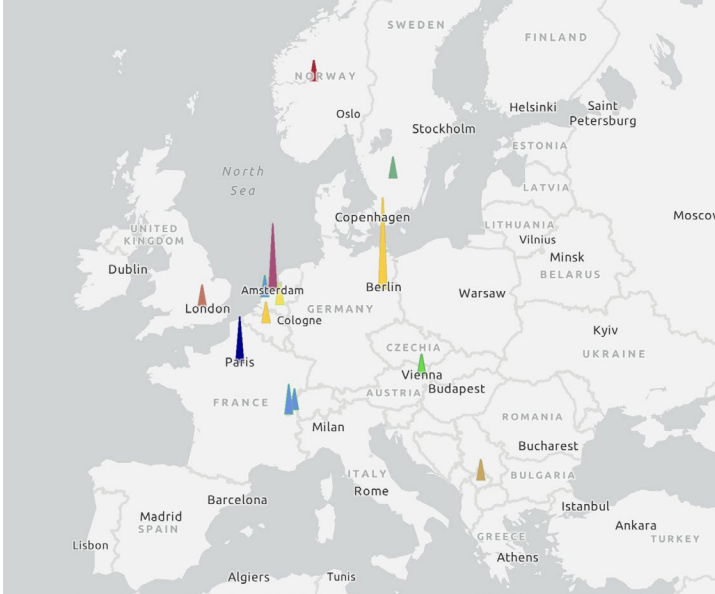 SWEDEN
FINLAND
NORWAY
Oslo
Helsinki
Saint
Petersburg
Stockholm
ESTONIA
North
Sea
LATVIA
Copenhagen
Moscow
UNITED
KINGDOM
LITHUANIA
Vilnius
Minsk
Dublin
BELARUS
Amsterdam
Berlin
Warsaw
London
GERMANY
Cologne
Kyiv
CZECHIA
UKRAINE
Paris
Vienna
Budapest
AUSTRIA
FRANCE
ROMANIA
Milan
Bucharest
ITALY
BULGARIA
Rome
Barcelona
Istanbul
Madrid
SPAIN
Ankara
GREECE
TURKEY
Lisbon
Athens
Algiers
Tunis